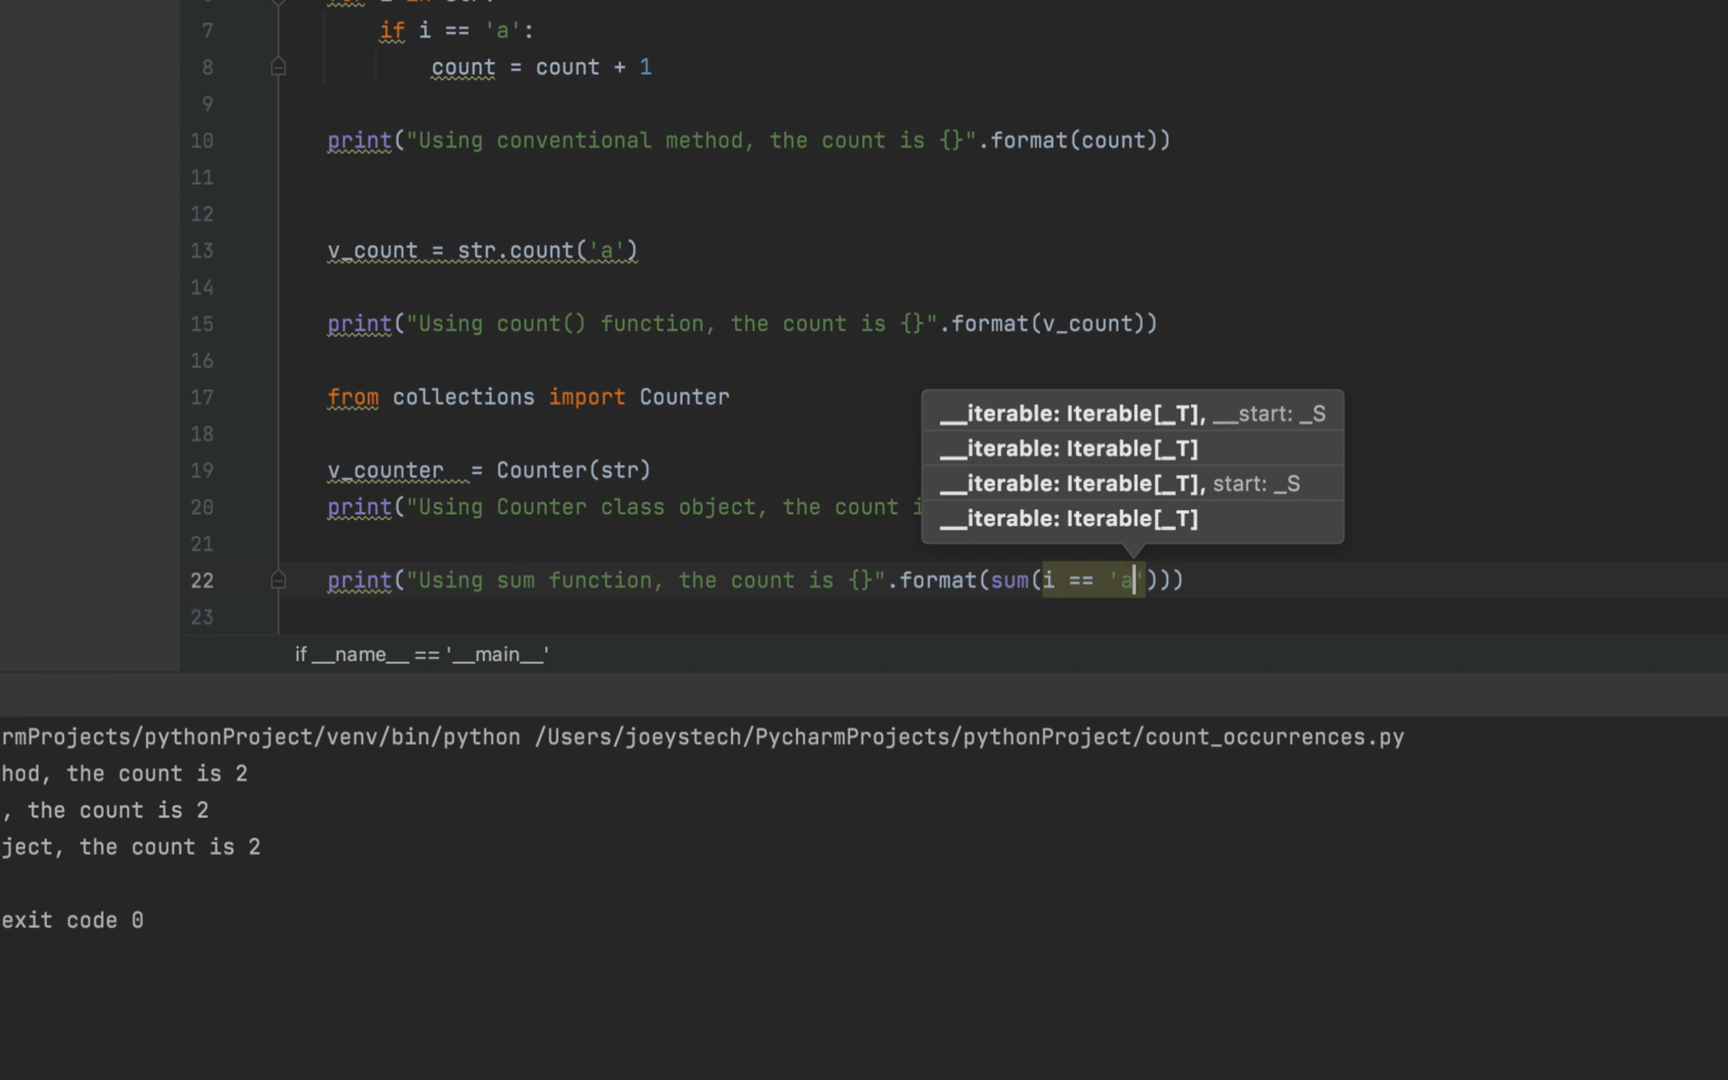 7 if i == 'a':
8 count = count + 1
9
10 print("Using conventional method, the count is {}".format(count))
11
12
13 v_count = str.count('a')
14
15 print("Using count() function, the count is {}".format(v_count))
16
17 from collections import Counter
18
19 v_counter = Counter(str)
20 print("Using Counter class object, the count i
21
22 print("Using sum function, the count is {}".format(sum(i == 'a')))
23
__iterable: Iterable[_T], __start: _S
__iterable: Iterable[_T]
__iterable: Iterable[_T], start: _S
__iterable: Iterable[_T]
if __name__ == '__main__'
rmProjects/pythonProject/venv/bin/python /Users/joeystech/PycharmProjects/pythonProject/count_occurrences.py
hod, the count is 2
, the count is 2
ject, the count is 2
exit code 0